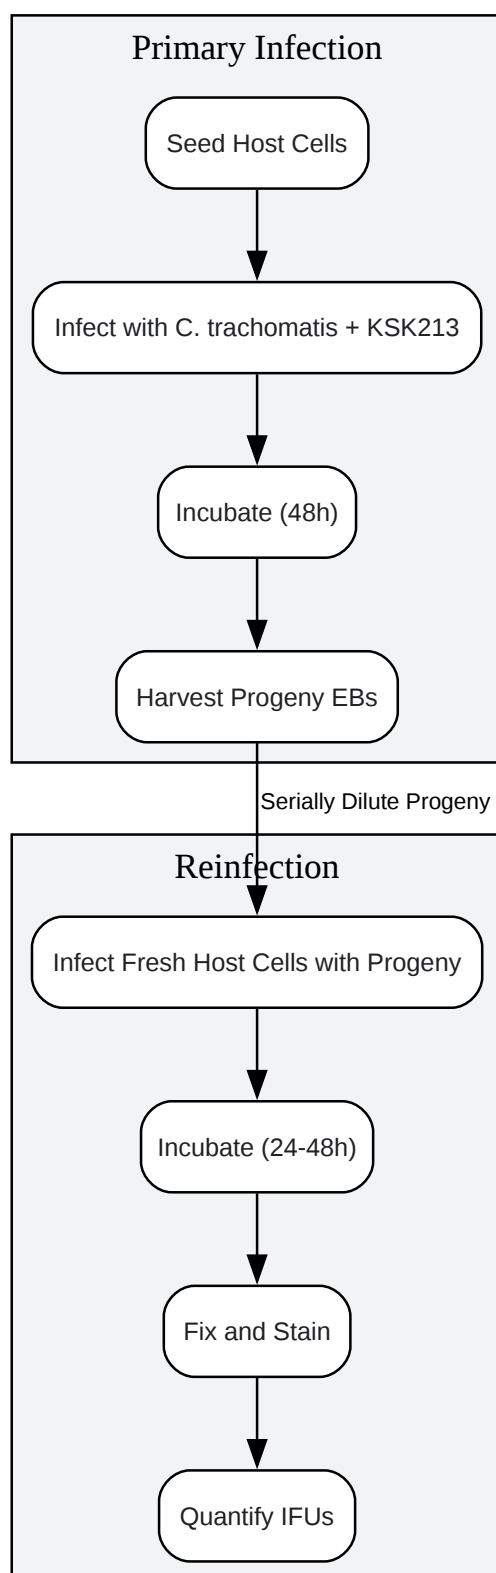 Primary Infection
Seed Host Cells
Infect with C. trachomatis + KSK213
Incubate (48h)
Harvest Progeny EBs
Serially Dilute Progeny
Reinfection
Infect Fresh Host Cells with Progeny
Incubate (24-48h)
Fix and Stain
Quantify IFUs